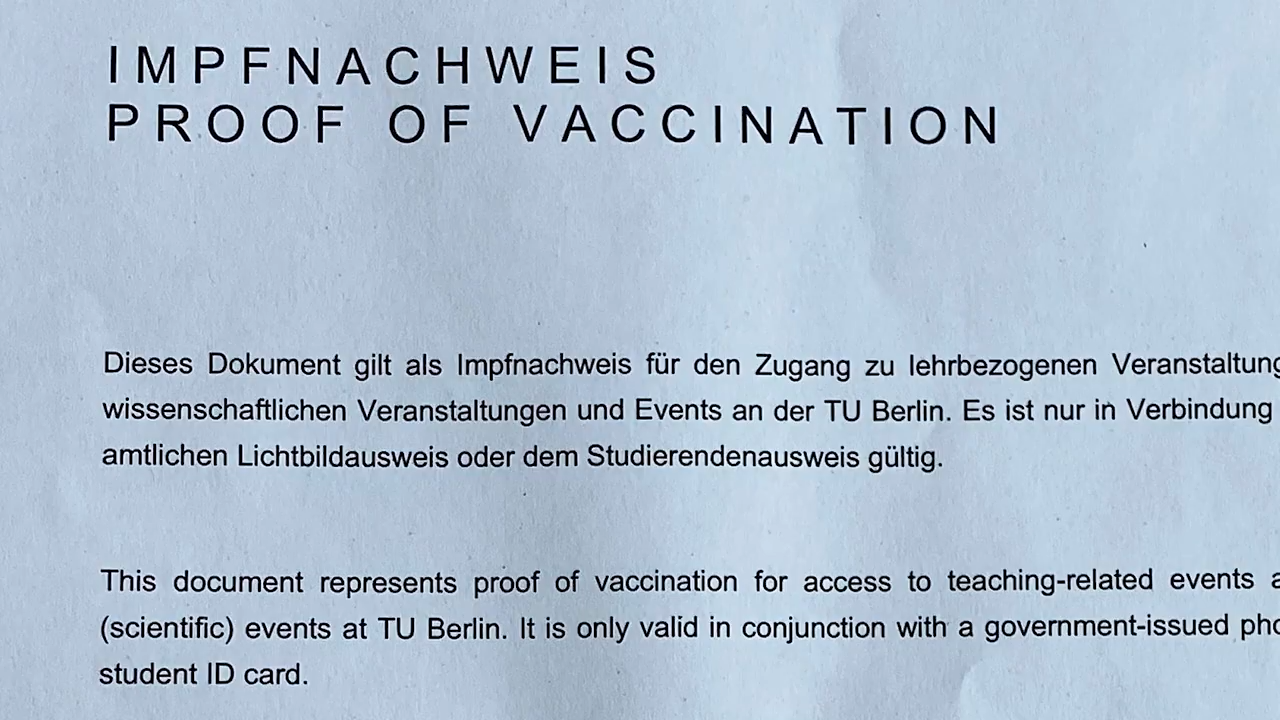 IMPFNACHWEIS
PROOF OF VACCINATION
Dieses Dokument gilt als Impfnachweis für den Zugang zu lehrbezogenen
wissenschaftlichen Veranstaltungen und Events an der TU Berlin. Es ist nur in Verbindung
amtlichen Lichtbildausweis oder dem Studierendenausweis gültig.
This document represents proof of vaccination for access to teaching-related events
(scientific) events at TU Berlin. It is only valid in conjunction with a government-issued
student ID card.